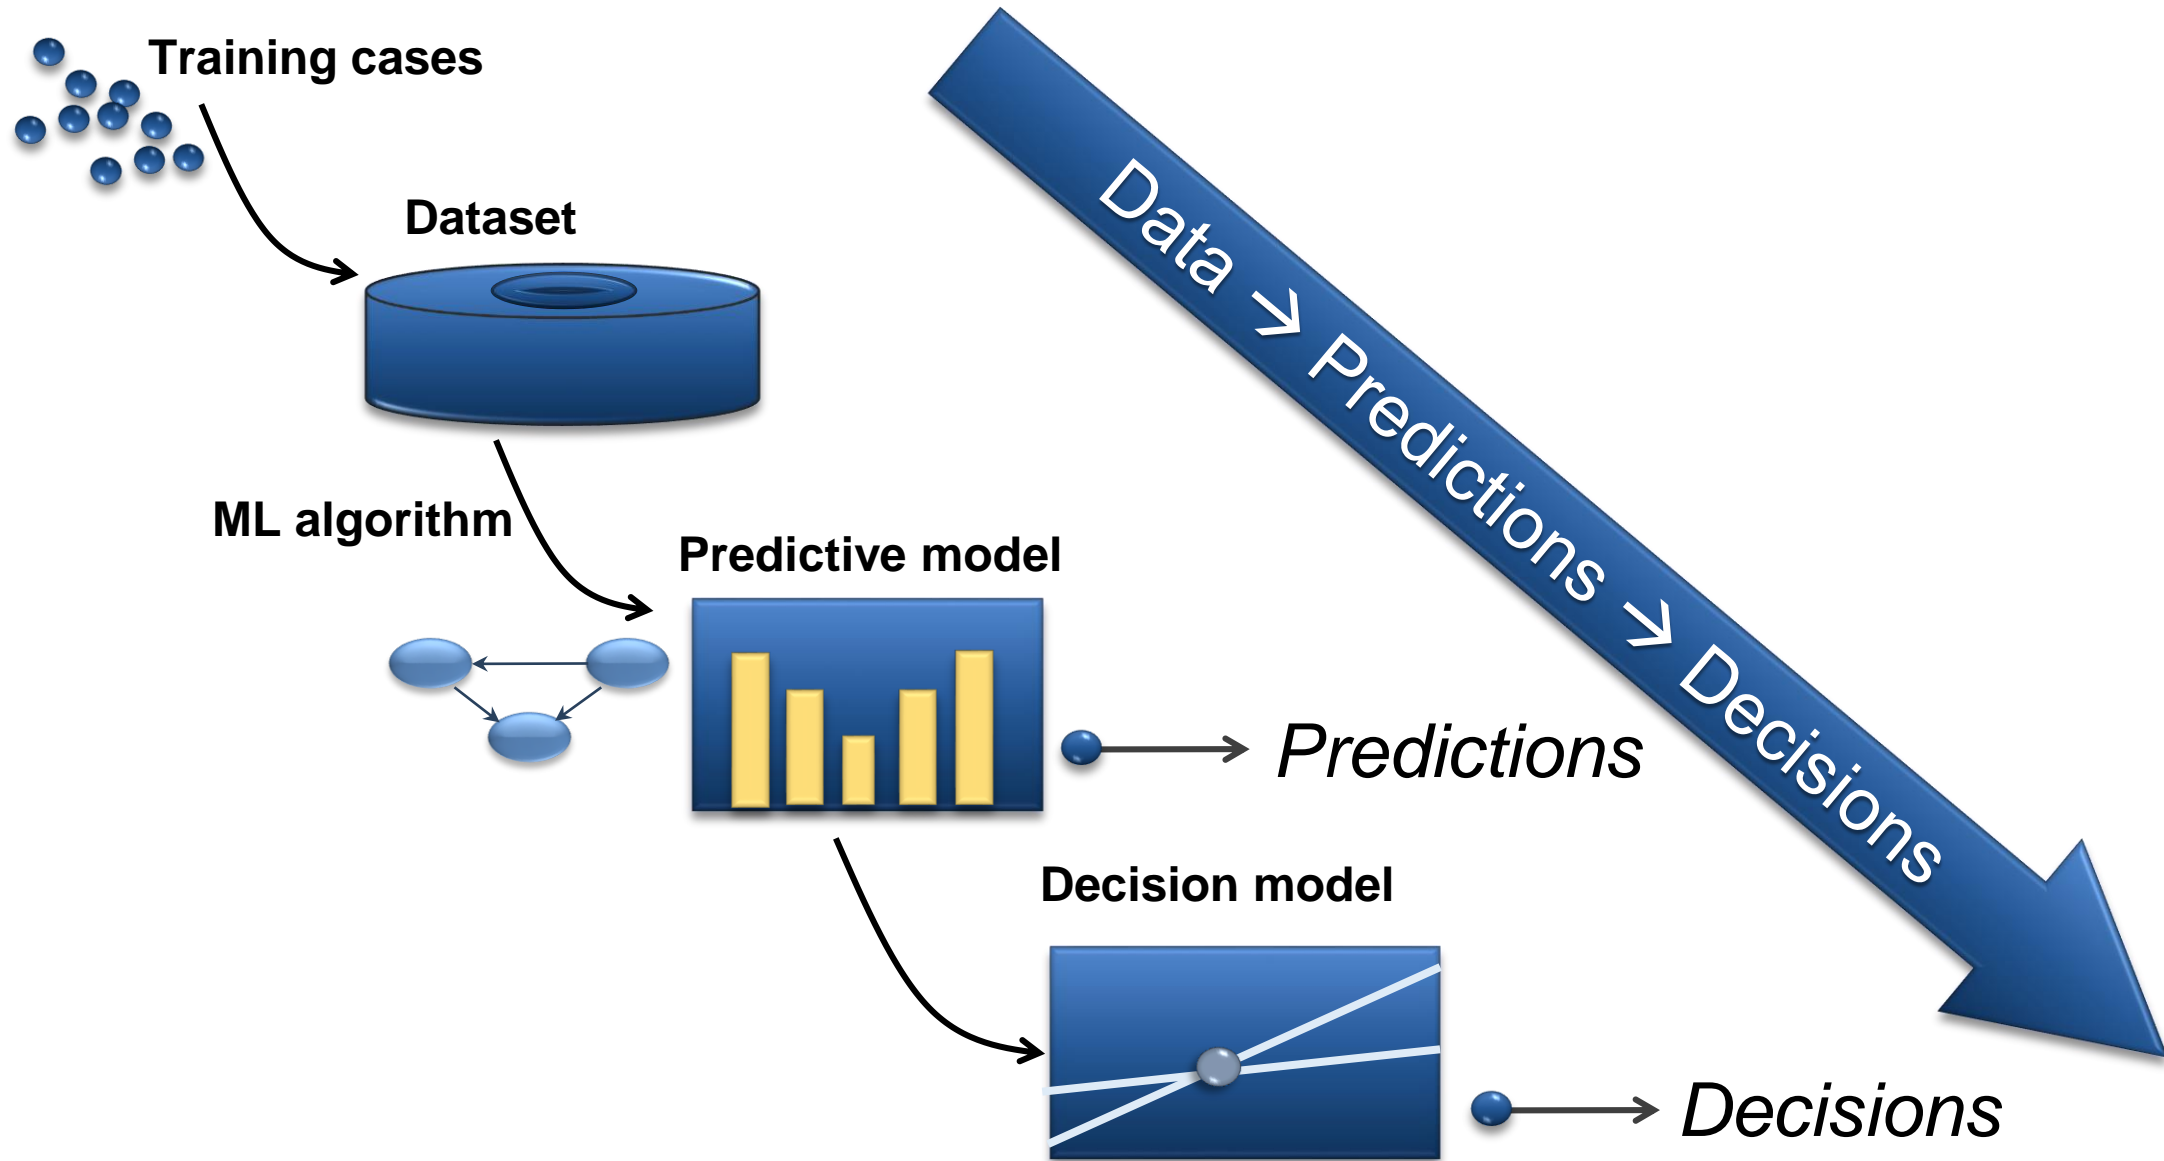 Training cases
Dataset
ML algorithm
Predictive model
Predictions
Decision model
Decisions
Data → Predictions → Decisions